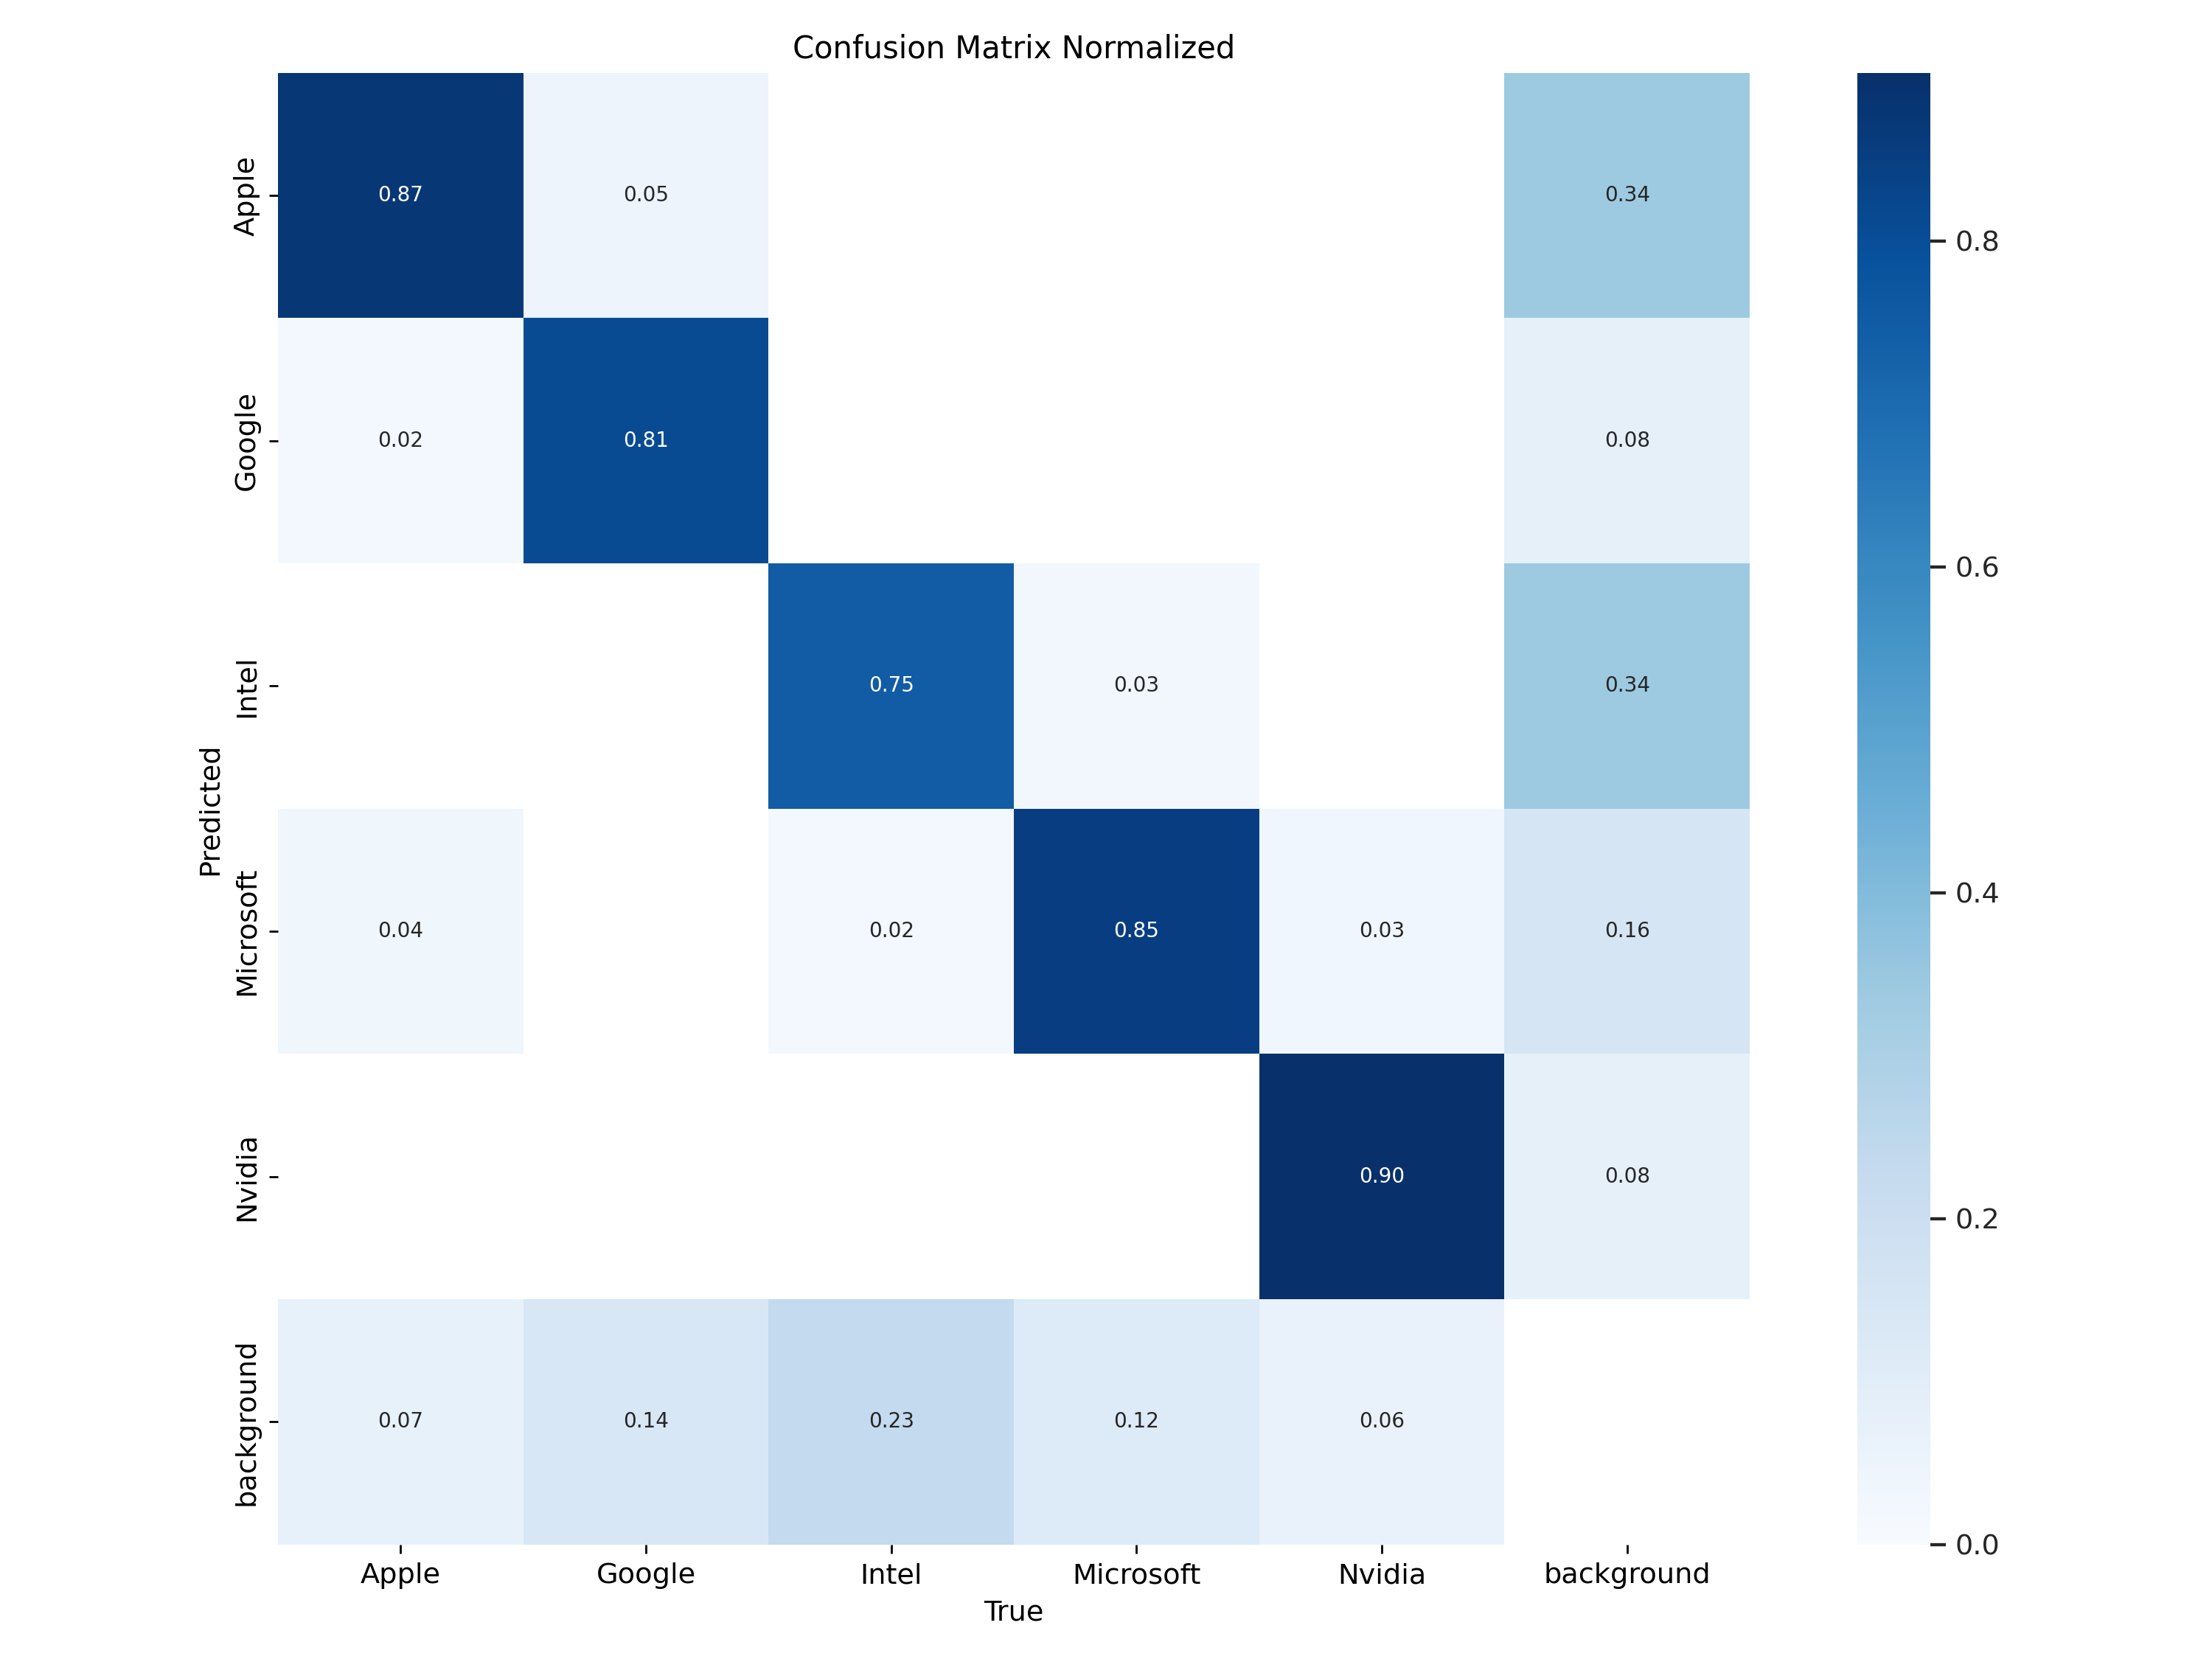 Confusion Matrix Normalized
Apple
0.87
0.05
0.34
Google
0.02
0.81
0.08
Intel
0.75
0.03
0.34
Microsoft
0.04
0.02
0.85
0.03
0.16
Nvidia
0.90
0.08
background
0.07
0.14
0.23
0.12
0.06
Predicted
Apple
Google
Intel
Microsoft
Nvidia
background
True
0.8
0.6
0.4
0.2
0.0